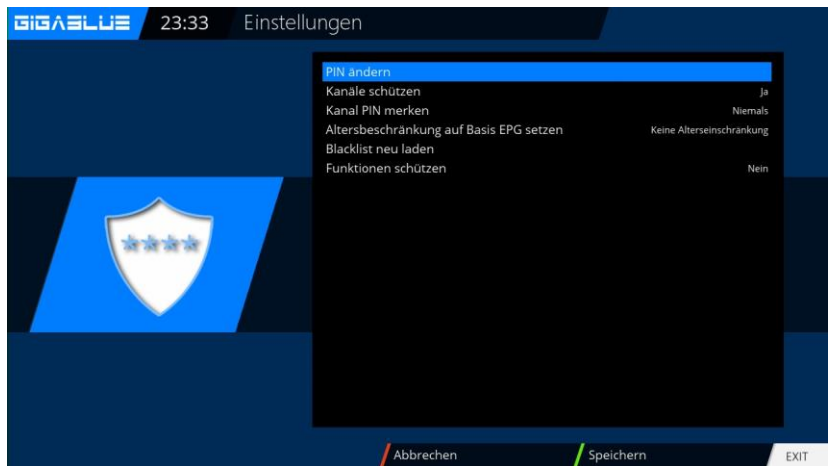 GIGABLUE 23:33 Einstellungen
PIN ändern
Kanäle schützen Ja
Kanal PIN merken Niemals
Altersbeschränkung auf Basis EPG setzen Keine Alterseinschränkung
Blacklist neu laden
Funktionen schützen Nein
****
Abbrechen Speichern EXIT